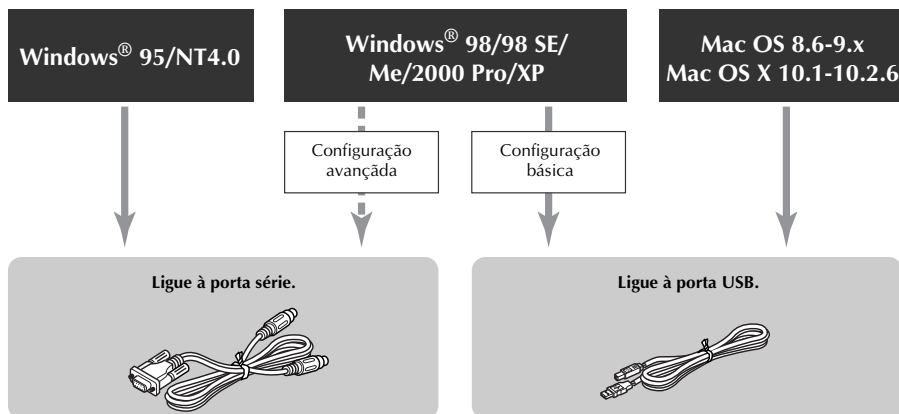 Windows® 95/NT4.0
Windows® 98/98 SE/
Me/2000 Pro/XP
Mac OS 8.6-9.x
Mac OS X 10.1-10.2.6
Configuração
avançãda
Configuração
básica
Ligue à porta série.
Ligue à porta USB.